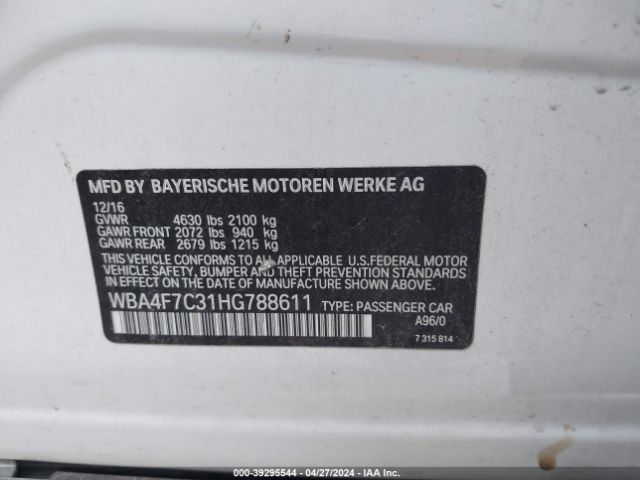 MFD BY BAYERISCHE MOTOREN WERKE AG
12/16
GVWR 4630 lbs 2100 kg
GAWR FRONT 2072 lbs 940 kg
GAWR REAR 2679 lbs 1215 kg
THIS VEHICLE CONFORMS TO ALL APPLICABLE U.S.FEDERAL MOTOR
VEHICLE SAFETY, BUMPER AND THEFT PREVENTION STANDARDS
IN EFFECT ON THE DATE OF MANUFACTURE SHOWN ABOVE.
WBA4F7C31HG788611 TYPE: PASSENGER CAR
A96/0
7 315 814
000-39295544 - 04/27/2024 - IAAI.COM